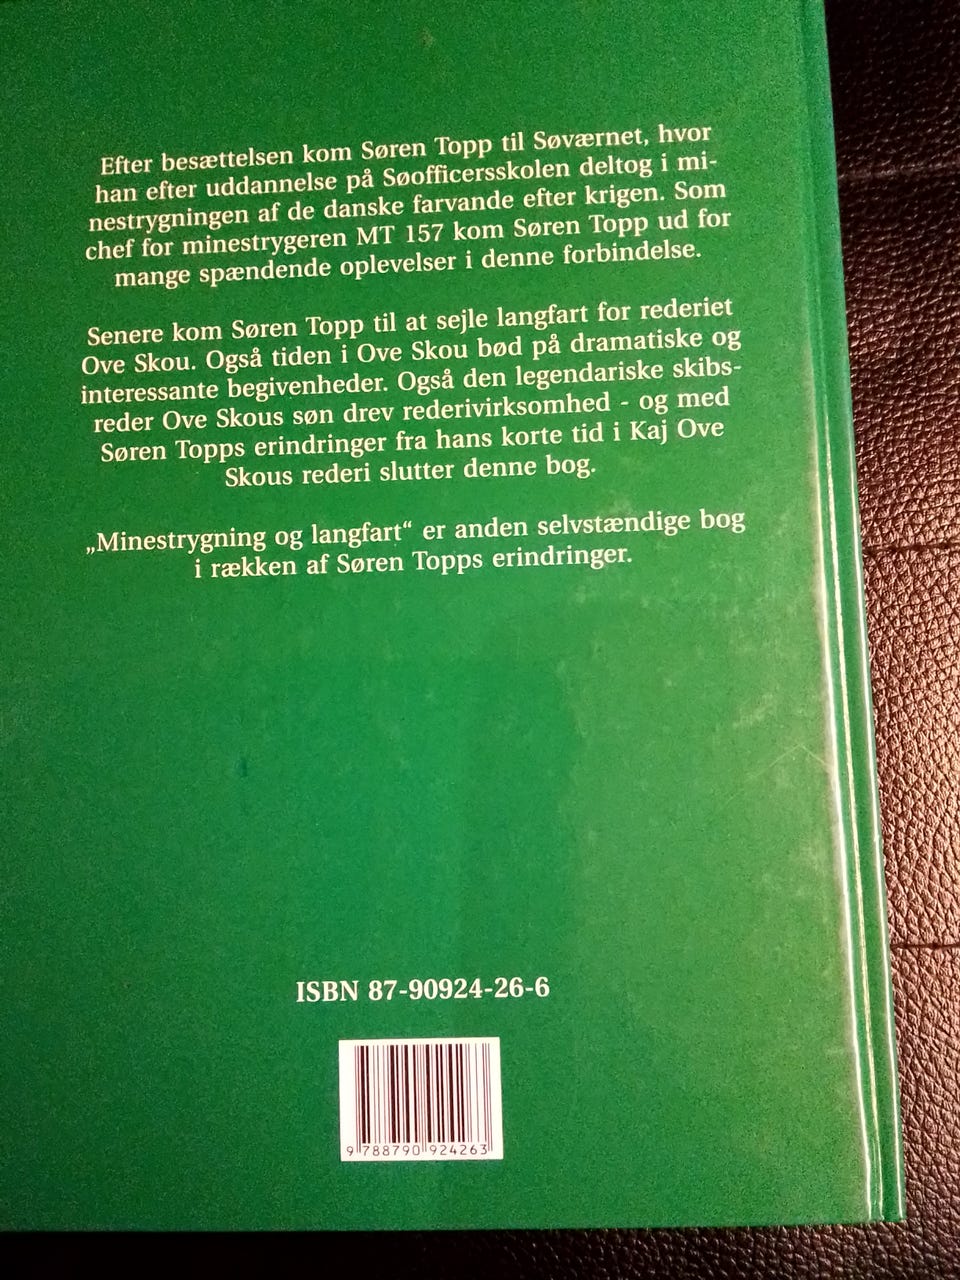 Efter besættelsen kom Søren Topp til Søværnet, hvor
han efter uddannelse på Søofficersskolen deltog i mi-
nestrygningen af de danske farvande efter krigen. Som
chef for minestrygeren MT 157 kom Søren Topp ud for
mange spændende oplevelser i denne forbindelse.
Senere kom Søren Topp til at sejle langfart for rederiet
Ove Skou. Også tiden i Ove Skou bød på dramatiske og
interessante begivenheder. Også den legendariske skibs-
reder Ove Skous søn drev rederivirksomhed - og med
Søren Topps erindringer fra hans korte tid i Kaj Ove
Skous rederi slutter denne bog.
„Minestrygning og langfart“ er anden selvstændige bog
i rækken af Søren Topps erindringer.
ISBN 87-90924-26-6
9 788790 924263